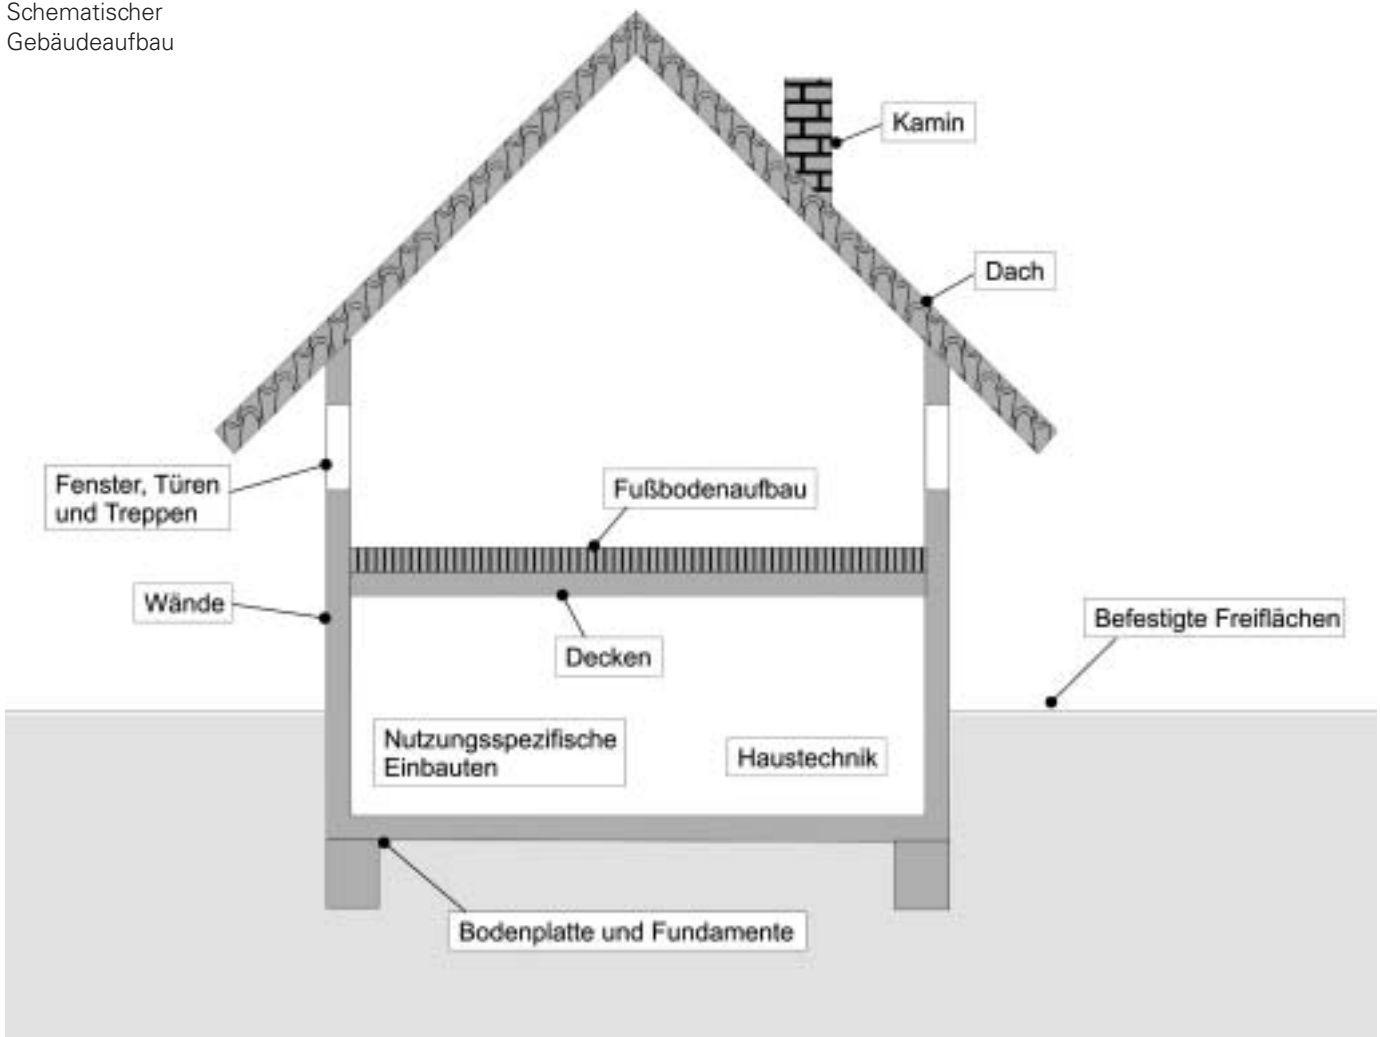 Schematischer
Gebäudeaufbau
Kamin
Dach
Fenster, Türen
und Treppen
Fußbodenaufbau
Wände
Decken
Befestigte Freiflächen
Nutzungsspezifische
Einbauten
Haustechnik
Bodenplatte und Fundamente